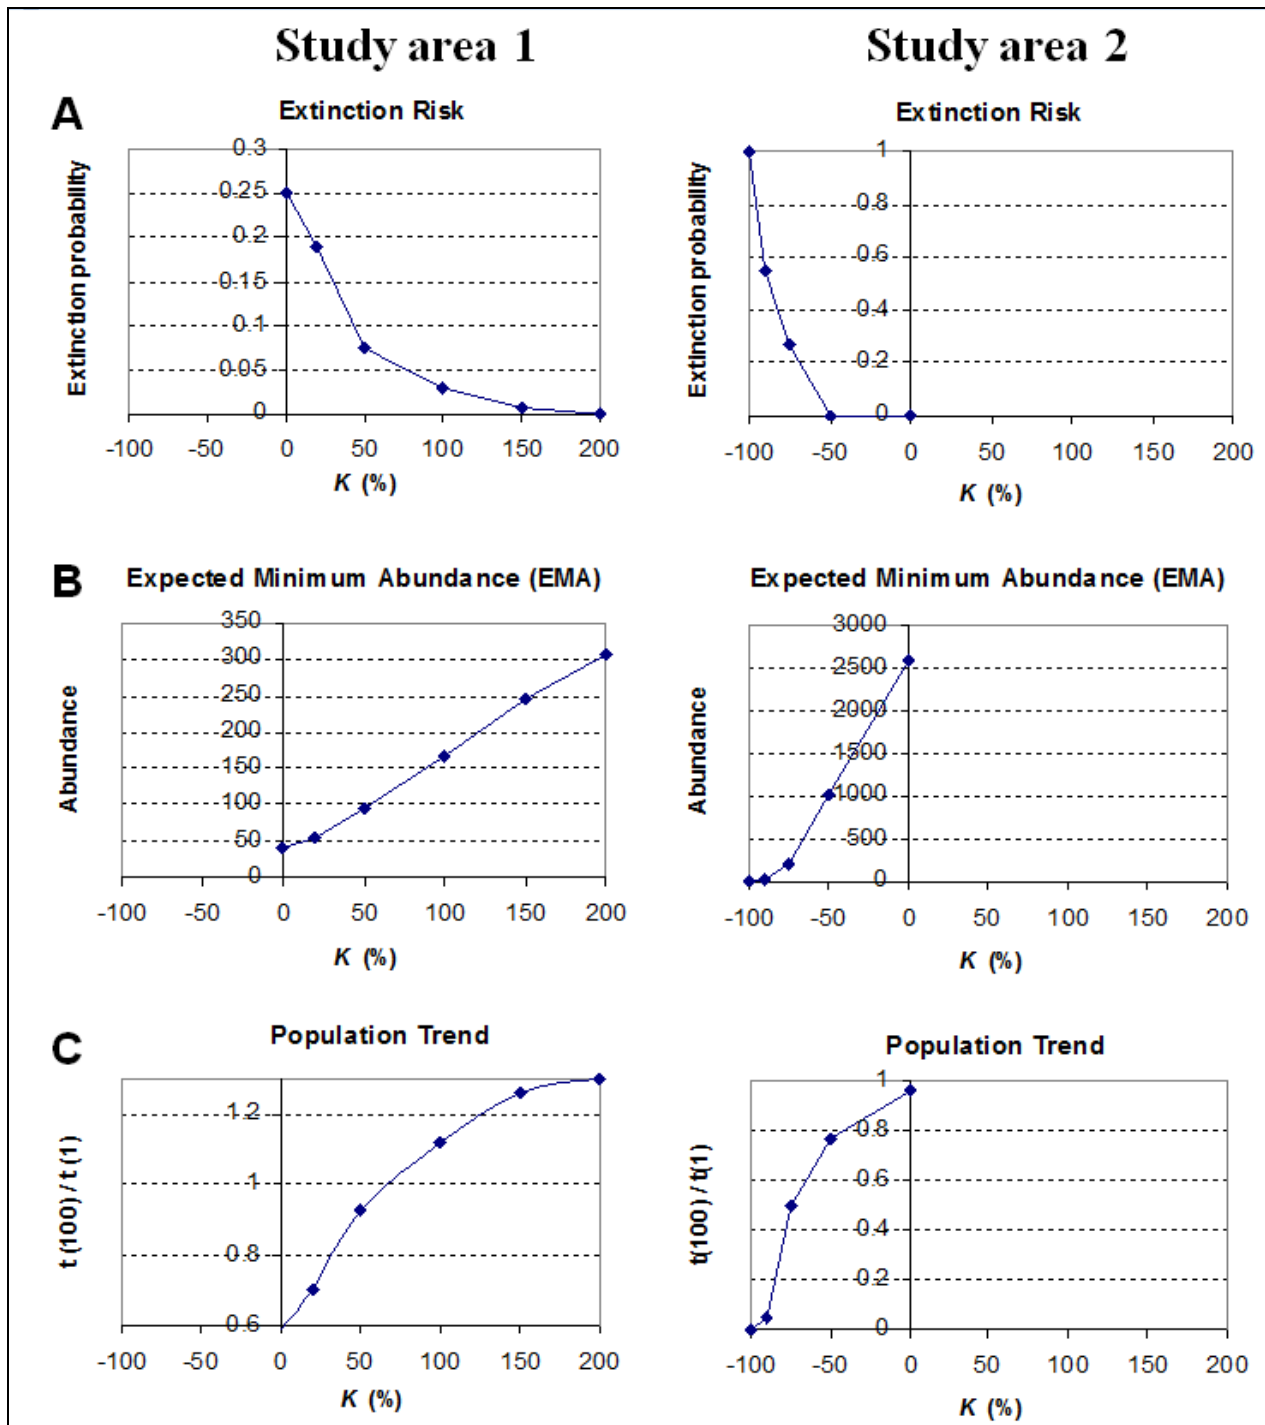 Study area 1
Study area 2
A
Extinction Risk
Extinction probability
0.3
0.25
0.2
0.15
0.1
0.05
0
-100 -50 0 50 100 150 200
K (%)
Extinction Risk
Extinction probability
1
0.8
0.6
0.4
0.2
0
-100 -50 0 50 100 150 200
K (%)
B
Expected Minimum Abundance (EMA)
Abundance
350
300
250
200
150
100
50
0
-100 -50 0 50 100 150 200
K (%)
Expected Minimum Abundance (EMA)
Abundance
3000
2500
2000
1500
1000
500
0
-100 -50 0 50 100 150 200
K (%)
C
Population Trend
t (100) / t (1)
1.2
1
0.8
0.6
-100 -50 0 50 100 150 200
K (%)
Population Trend
t(100) / t(1)
1
0.8
0.6
0.4
0.2
0
-100 -50 0 50 100 150 200
K (%)